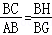 BC/AB = BH/BG